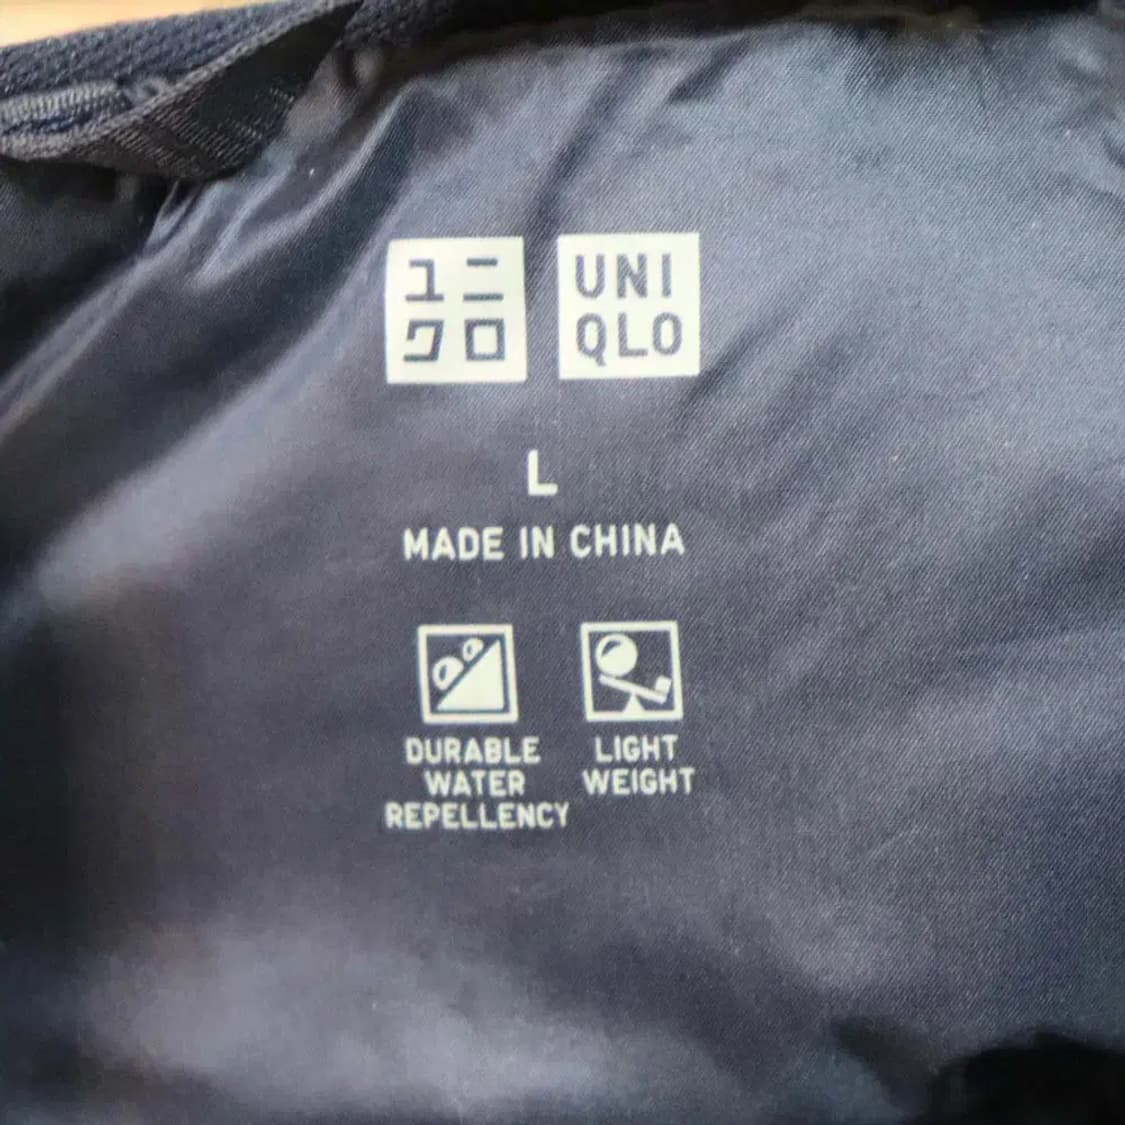 ユニ
クロ
UNI
QLO
L
MADE IN CHINA
DURABLE
WATER
REPELLENCY
LIGHT
WEIGHT